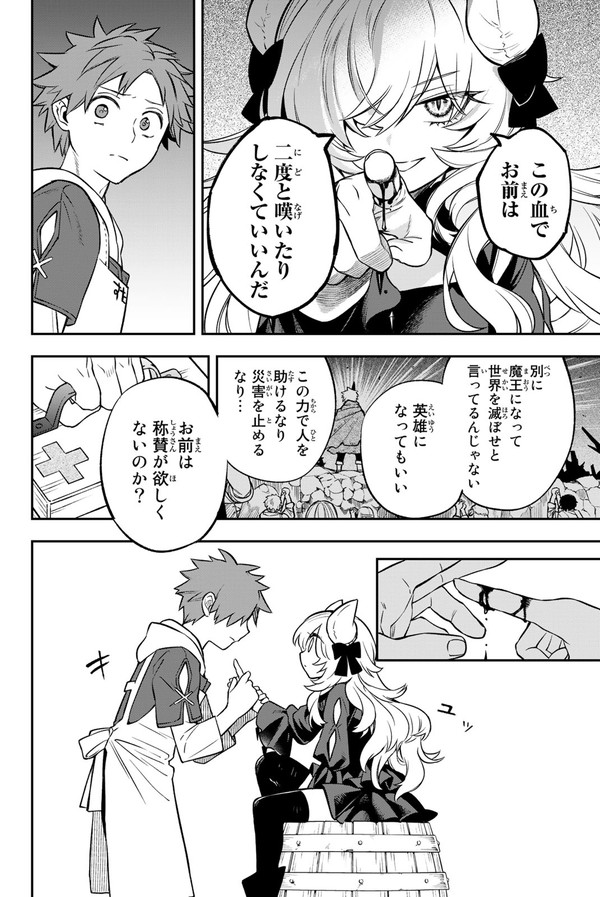 この血で
お前は
二度と嘆いたり
しなくていいんだ
別に
魔王になって
世界を滅ぼせと
言ってるんじゃない
英雄に
なってもいい
この力で人を
助けるなり
災害を止める
なり…
お前は
称賛が欲しく
ないのか？
ユッ